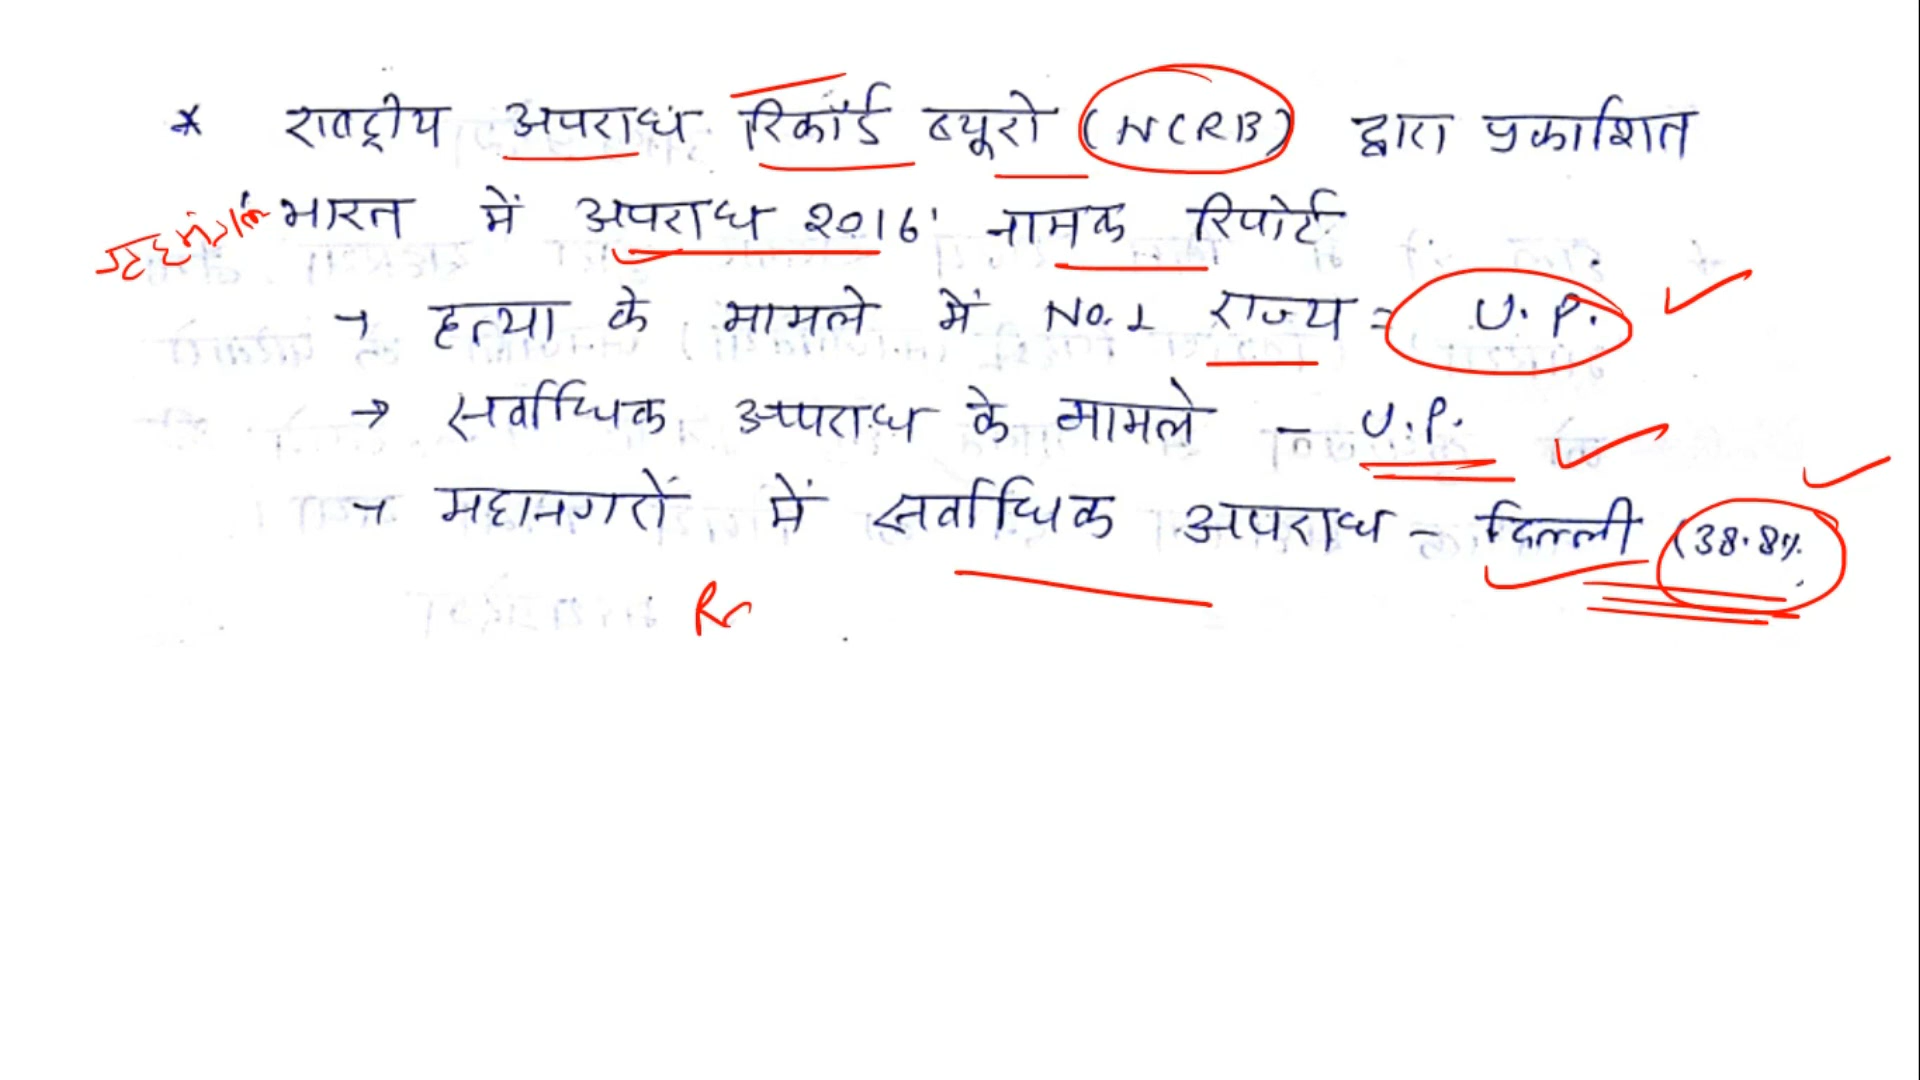 * राष्ट्रीय अपराध रिकॉर्ड ब्यूरो (NCRB) द्वारा प्रकाशित
गृह मंत्रा० भारत में अपराध 2016' नामक रिपोर्ट
→ हत्या के मामले में No. 1 राज्य = U. P.
→ सर्वाधिक अपराध के मामले - U.P.
→ महानगरों में सर्वाधिक अपराध - दिल्ली (38.8%